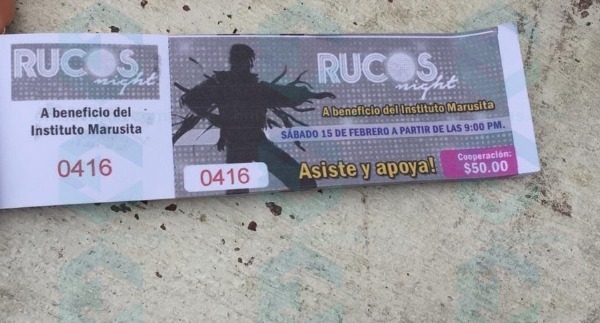 RUCOS
night
A beneficio del
Instituto Marusita
0416
RUCOS
night
A beneficio del Instituto Marusita
SÁBADO 15 DE FEBRERO A PARTIR DE LAS 9:00 PM.
0416
Asiste y apoya!
Cooperación:
$50.00